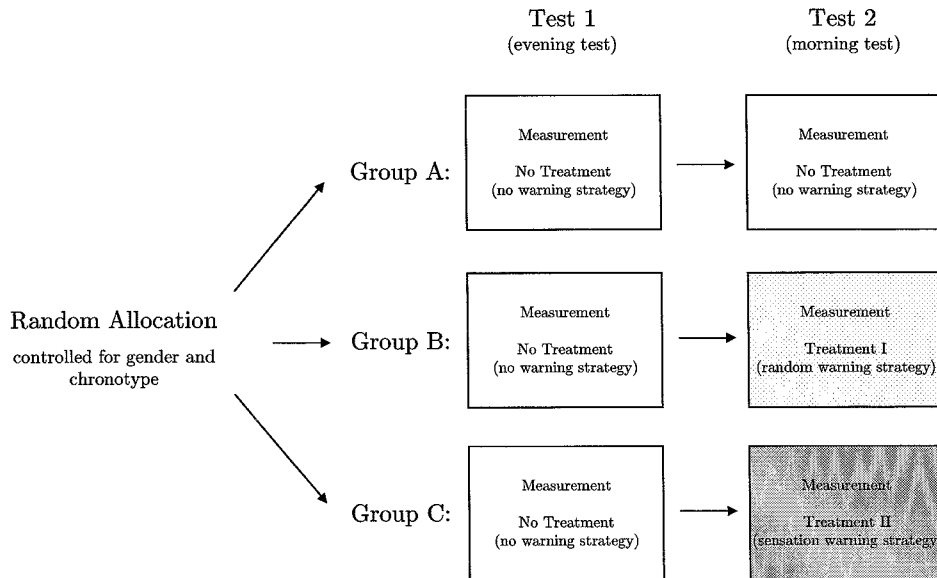 Test 1
(evening test)
Test 2
(morning test)
Random Allocation
controlled for gender and
chronotype
Group A:
Measurement
No Treatment
(no warning strategy)
Measurement
No Treatment
(no warning strategy)
Group B:
Measurement
No Treatment
(no warning strategy)
Measurement
Treatment I
(random warning strategy)
Group C:
Measurement
No Treatment
(no warning strategy)
Measurement
Treatment II
(sensation warning strategy